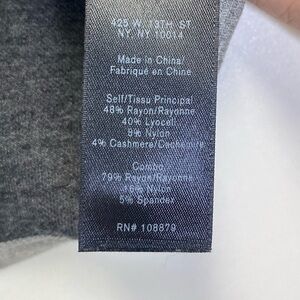 425 W. 13TH ST
NY, NY 10014
Made in China/
Fabriqué en Chine
Self/Tissu Principal
48% Rayon/Rayonne
40% Lyocell
8% Nylon
4% Cashmere/Cachemire
Combo
79% Rayon/Rayonne
16% Nylon
5% Spandex
RN# 108879